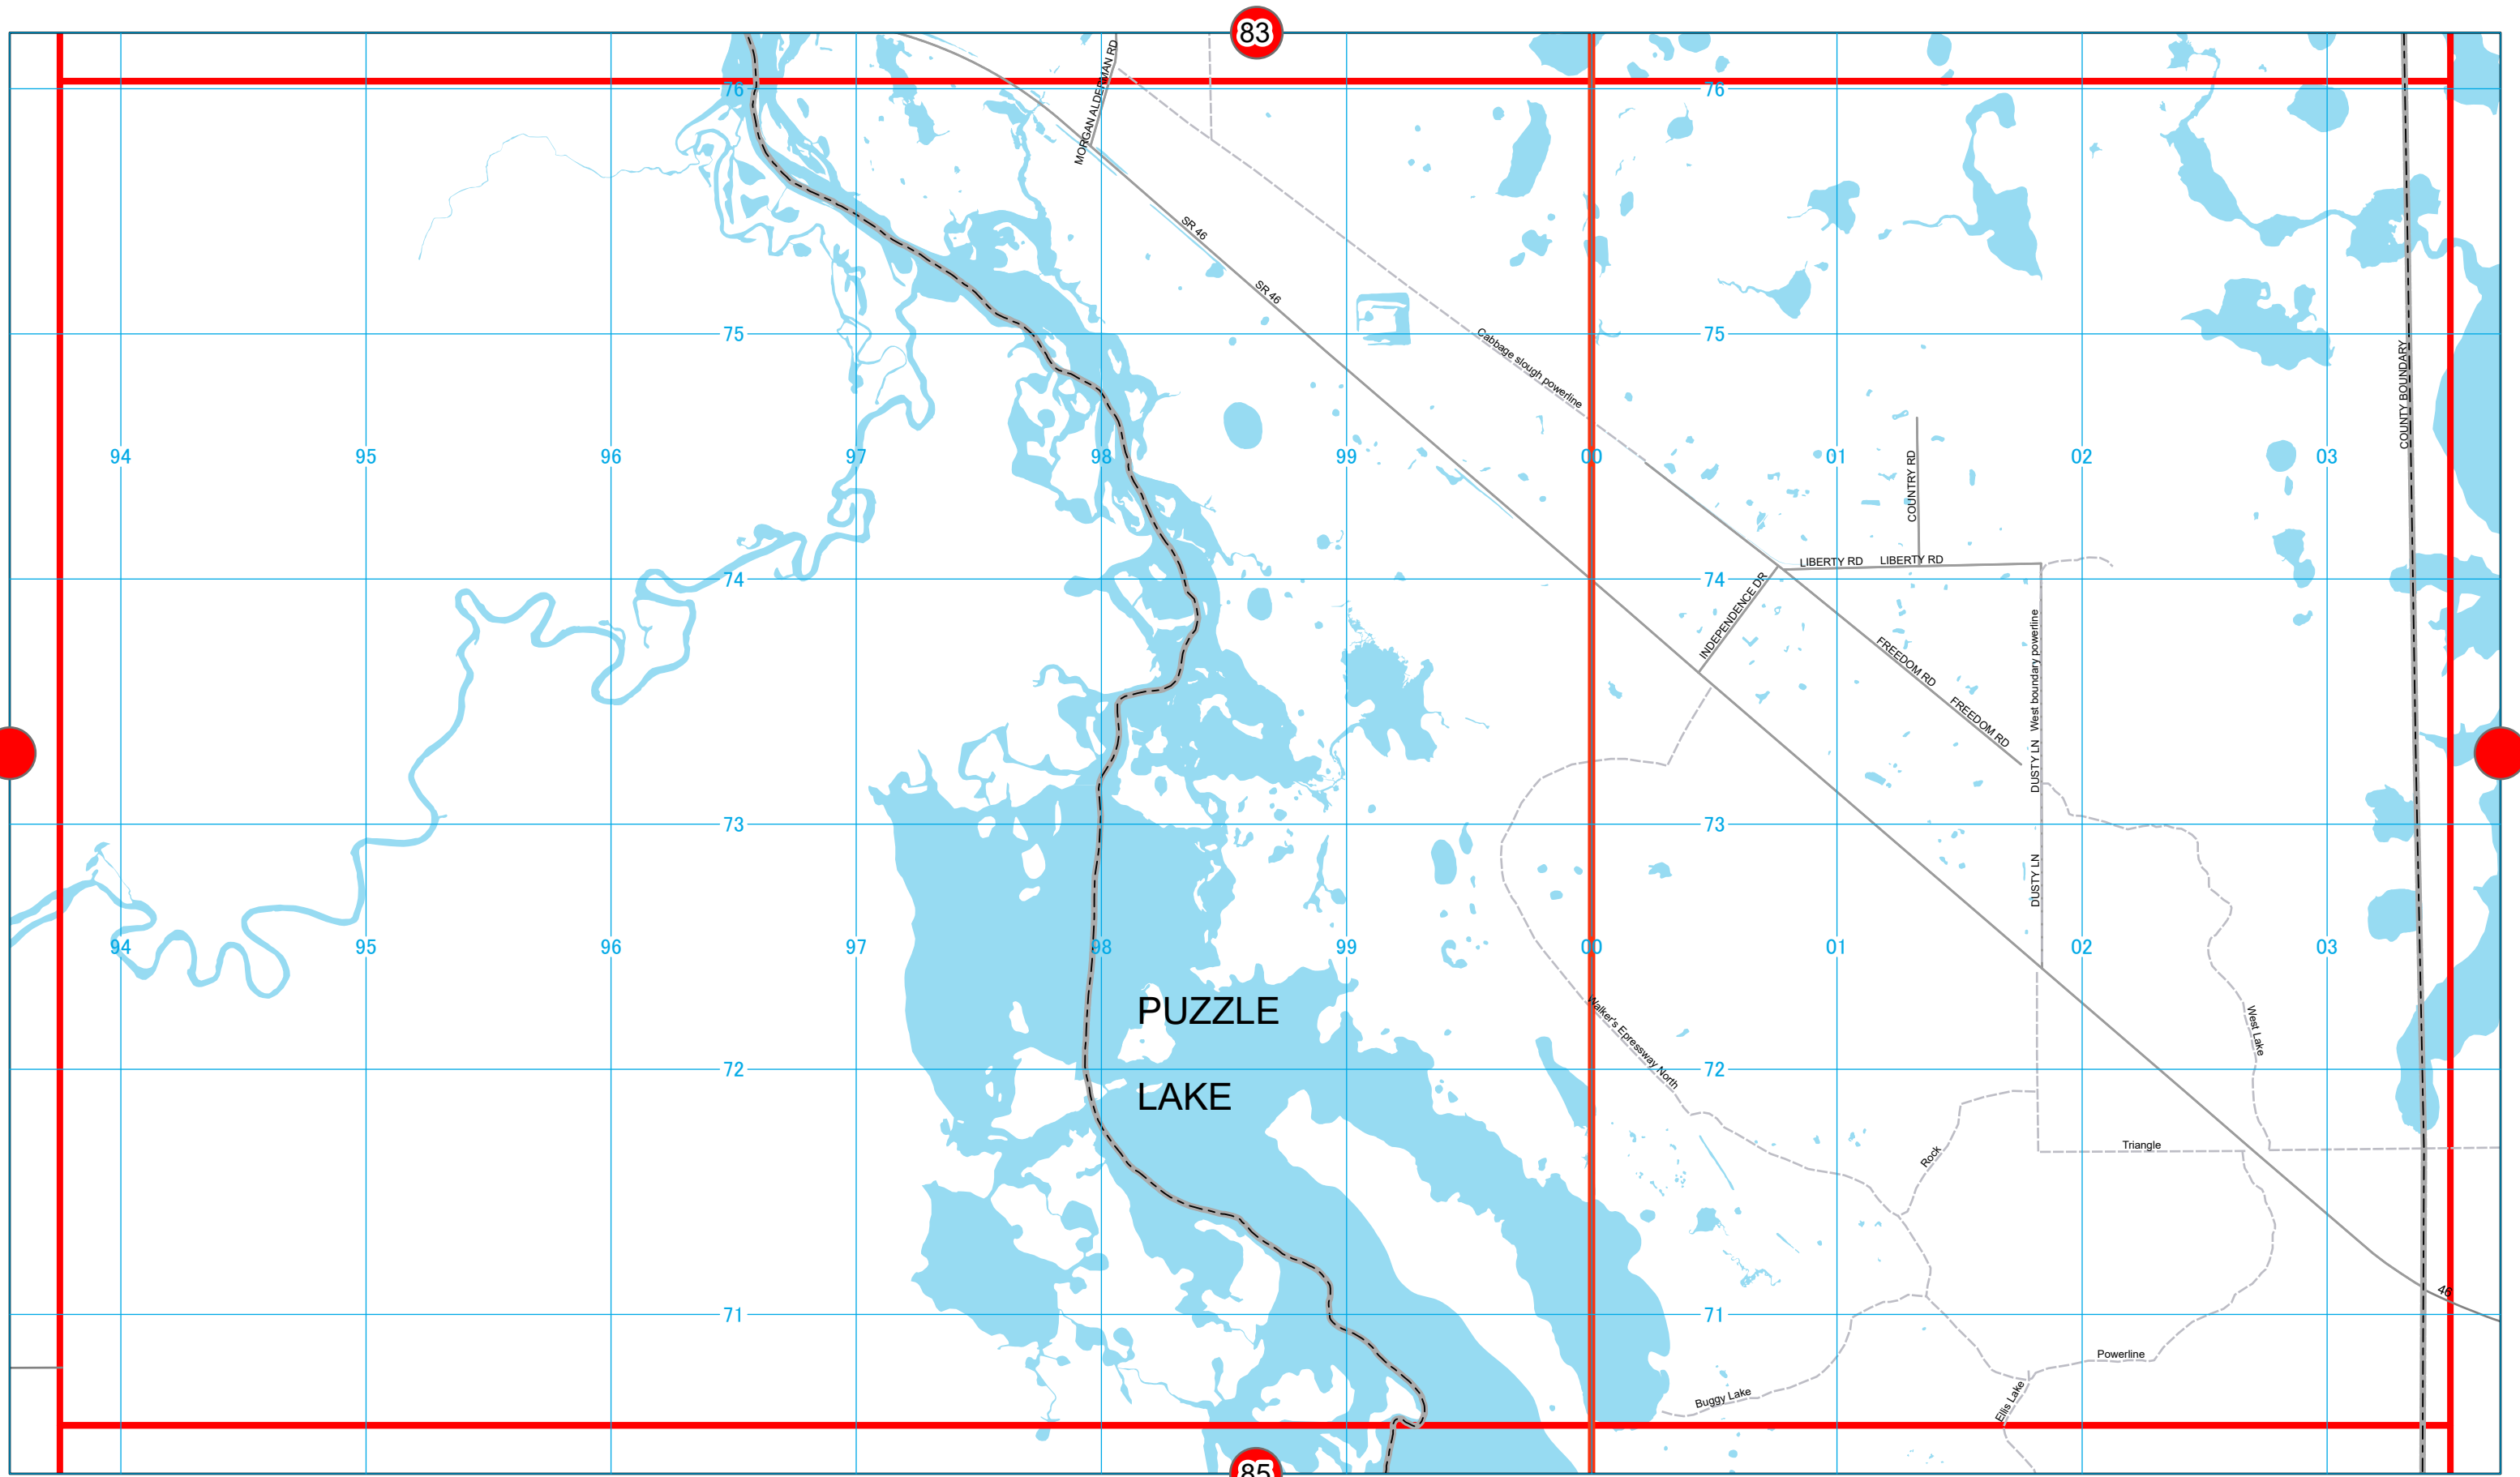 83
MORGAN ALDERMAN RD
76
76
SR 46
SR 46
75
75
Cabbage slough powerline
COUNTY BOUNDARY
94
95
96
97
98
99
00
01
02
03
COUNTRY RD
LIBERTY RD
LIBERTY RD
74
74
INDEPENDENCE DR
West boundary powerline
FREEDOM RD
FREEDOM RD
DUSTY LN
73
73
DUSTY LN
94
95
96
97
98
99
00
01
02
03
PUZZLE
Walker's Epressway North
West Lake
72
72
LAKE
Triangle
Rock
71
71
46
Powerline
Buggy Lake
Ellis Lake
85